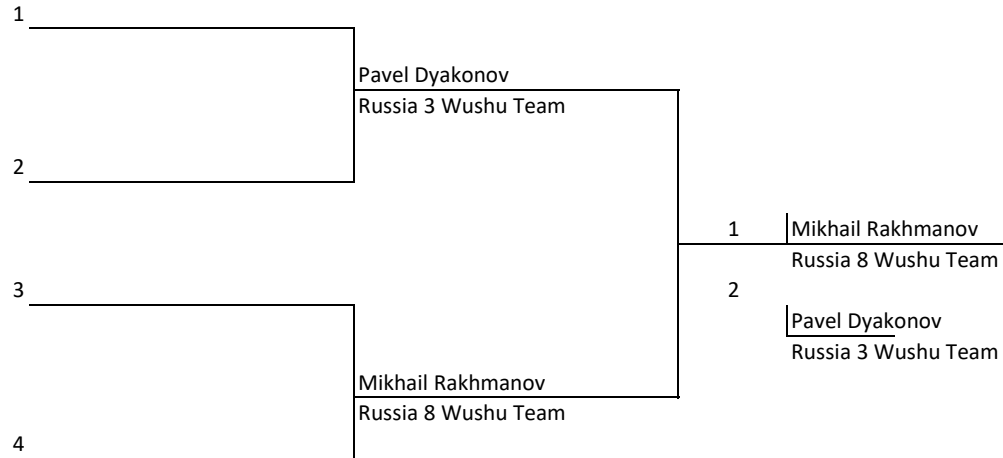 1
Pavel Dyakonov
Russia 3 Wushu Team
2
1 Mikhail Rakhmanov
Russia 8 Wushu Team
3
2
Pavel Dyakonov
Russia 3 Wushu Team
Mikhail Rakhmanov
Russia 8 Wushu Team
4